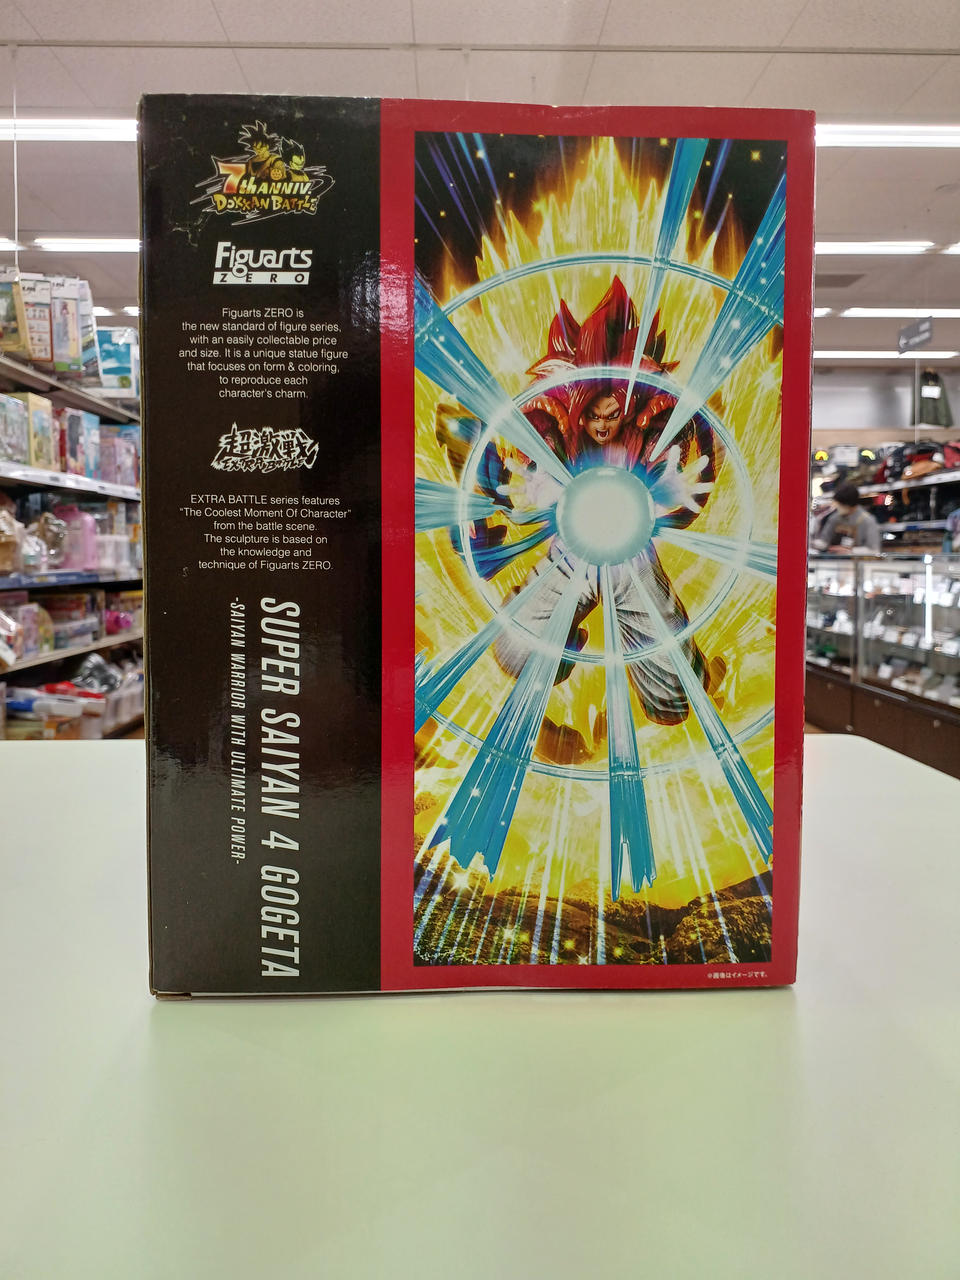 7th ANNIV.
DOKKAN BATTLE
Figuarts
ZERO
Figuarts ZERO is
the new standard of figure series,
with an easily collectable price
and size. It is a unique statue figure
that focuses on form & coloring,
to reproduce each
character's charm.
超激戦
EXTRA BATTLE
EXTRA BATTLE series features
"The Coolest Moment Of Character"
from the battle scene.
The sculpture is based on
the knowledge and
technique of Figuarts ZERO.
SUPER SAIYAN 4 GOGETA
-SAIYAN WARRIOR WITH ULTIMATE POWER-
※画像はイメージです。